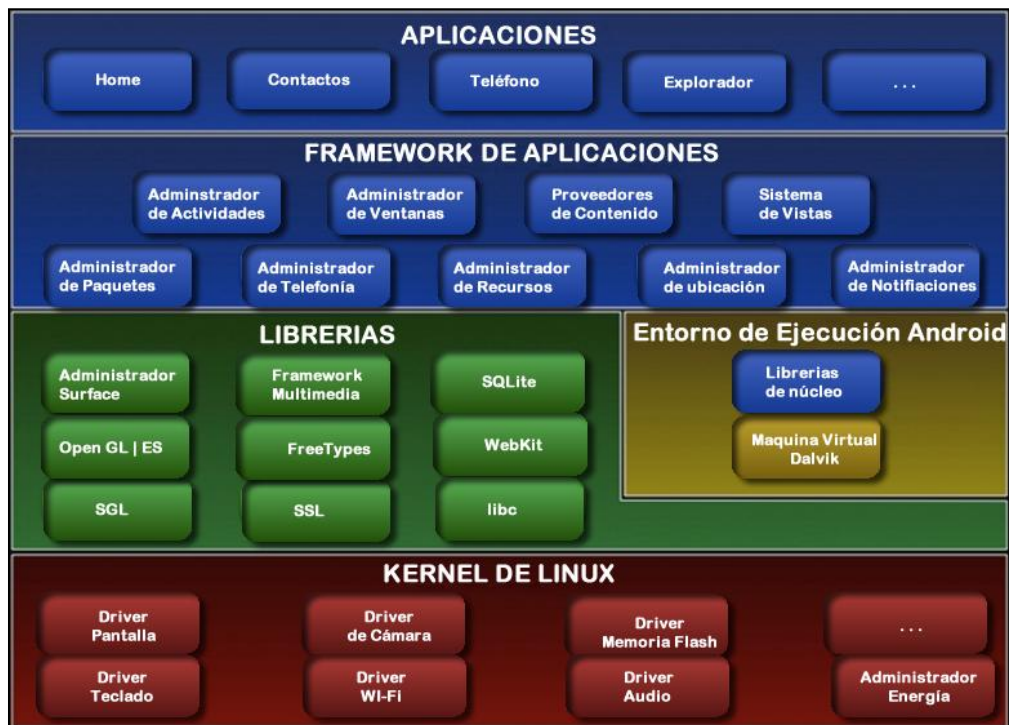 APLICACIONES
Home
Contactos
Teléfono
Explorador
...
FRAMEWORK DE APLICACIONES
Adminstrador
de Actividades
Administrador
de Ventanas
Proveedores
de Contenido
Sistema
de Vistas
Administrador
de Paquetes
Administrador
de Telefonía
Administrador
de Recursos
Administrador
de ubicación
Administrador
de Notifiaciones
LIBRERIAS
Administrador
Surface
Framework
Multimedia
SQLite
Open GL | ES
FreeTypes
WebKit
SGL
SSL
libc
Entorno de Ejecución Android
Librerias
de núcleo
Maquina Virtual
Dalvik
KERNEL DE LINUX
Driver
Pantalla
Driver
de Cámara
Driver
Memoria Flash
...
Driver
Teclado
Driver
WI-Fi
Driver
Audio
Administrador
Energía